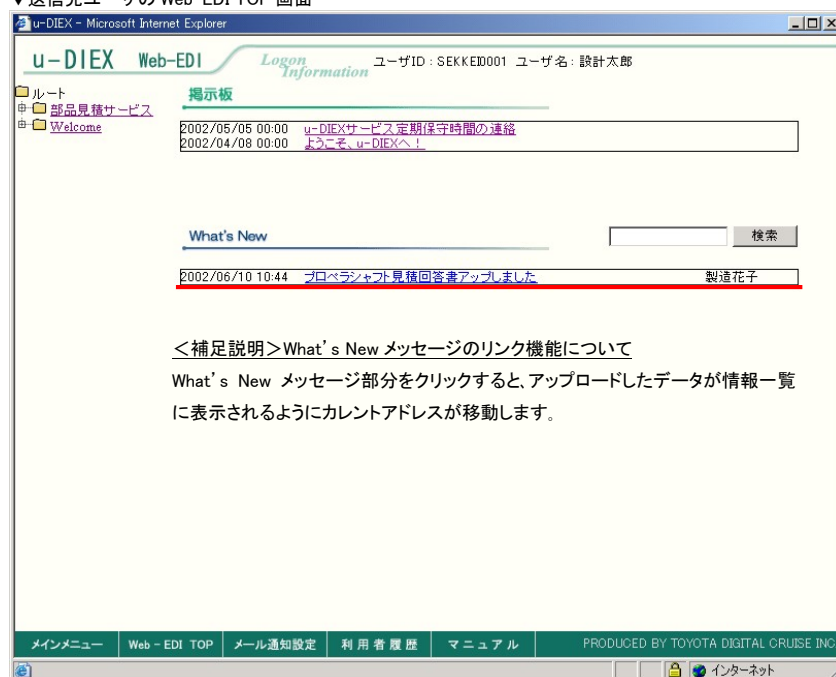 ▼送信先ユーザの Web-EDI TOP 画面
u-DIEX - Microsoft Internet Explorer
u-DIEX Web-EDI Logon Information ユーザID：SEKKEI0001 ユーザ名：設計太郎
ルート
部品見積サービス
Welcome
掲示板
2002/05/05 00:00 u-DIEXサービス定期保守時間の連絡
2002/04/08 00:00 ようこそ、u-DIEXへ！
What's New 検索
2002/06/10 10:44 プロペラシャフト見積回答書アップしました 製造花子
＜補足説明＞What's New メッセージのリンク機能について
What's New メッセージ部分をクリックすると、アップロードしたデータが情報一覧
に表示されるようにカレントアドレスが移動します。
メインメニュー Web-EDI TOP メール通知設定 利用者履歴 マニュアル PRODUCED BY TOYOTA DIGITAL CRUISE INC
インターネット